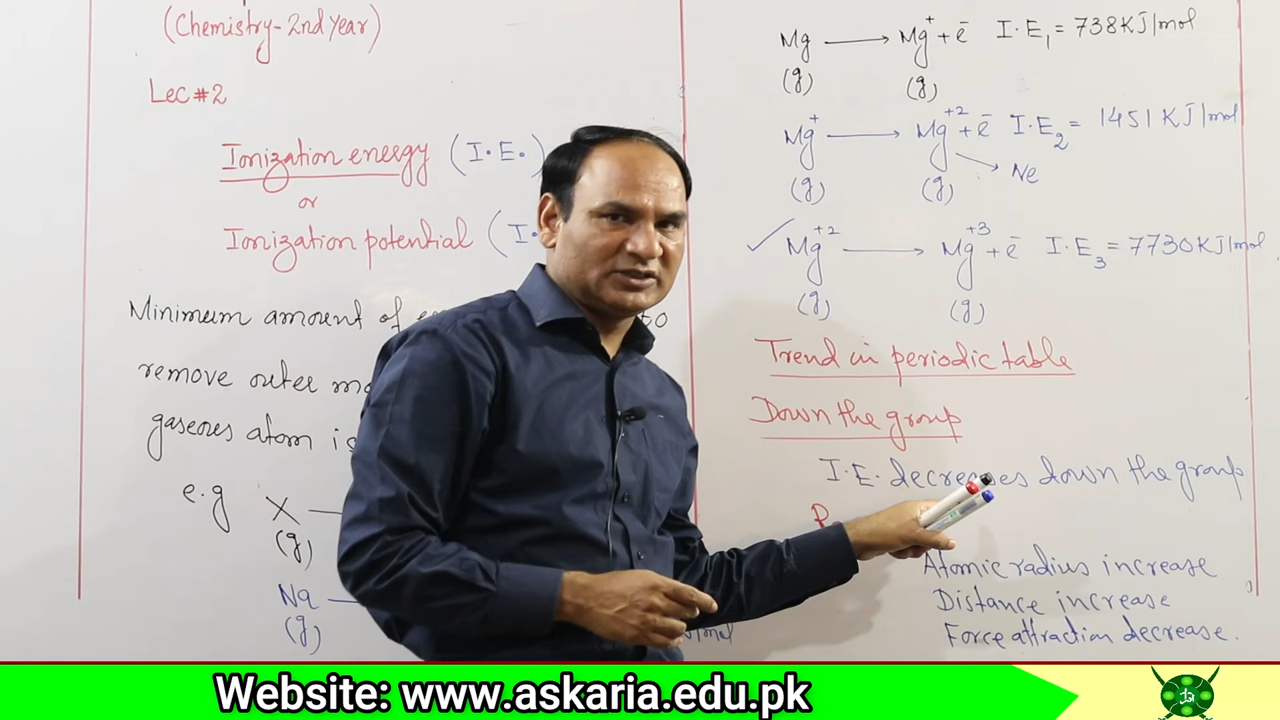 (Chemistry-2nd Year)
Lec #2
Ionization energy (I.E.)
or
Ionization potential (I.
Minimum amount of to
remove outer mo
gaseous atom is
e.g X
(g)
Na
(g) /mol
Mg → Mg+ + ē I.E1 = 738 KJ/mol
(g) (g)
Mg+ → Mg+2 + ē I.E2 = 1451 KJ/mol
(g) (g) Ne
✓ Mg+2 → Mg+3 + ē I.E3 = 7730 KJ/mol
(g) (g)
Trend in periodic table
Down the group
I.E. decreases down the group
Atomic radius increase
Distance increase
Force attraction decrease.
Website: www.askaria.edu.pk